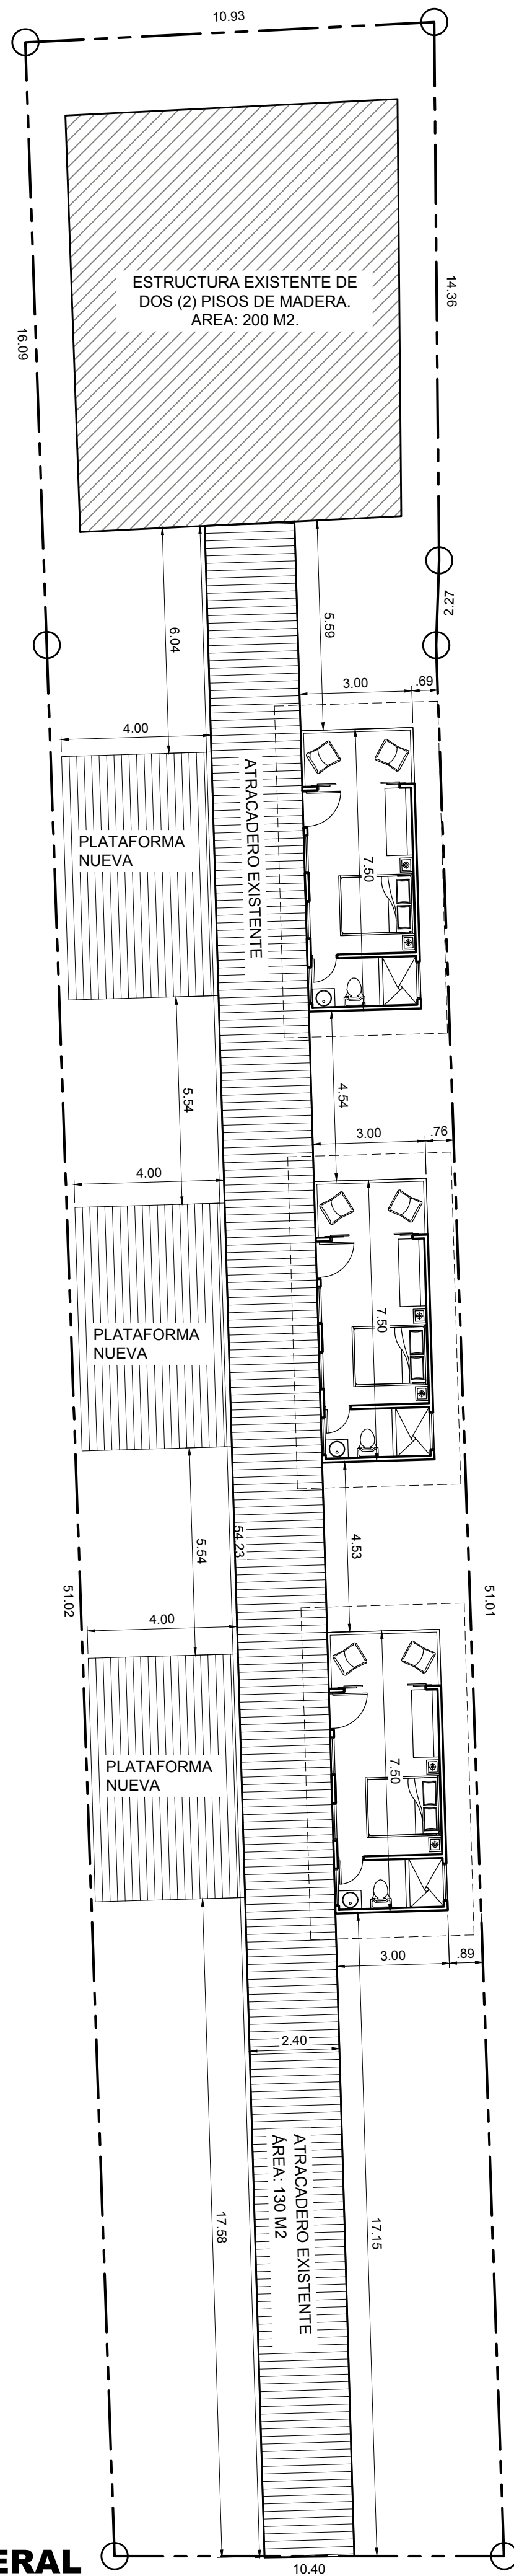 10.93
ESTRUCTURA EXISTENTE DE
DOS (2) PISOS DE MADERA.
AREA: 200 M2.
14.36
16.09
2.27
6.04
5.59
3.00
.69
4.00
ATRACADERO EXISTENTE
PLATAFORMA
NUEVA
7.50
5.54
4.54
3.00
.76
4.00
7.50
PLATAFORMA
NUEVA
54.23
5.54
4.53
51.02
51.01
4.00
7.50
PLATAFORMA
NUEVA
3.00
.89
2.40
ATRACADERO EXISTENTE
ÁREA: 130 M2
17.58
17.15
ERAL
10.40